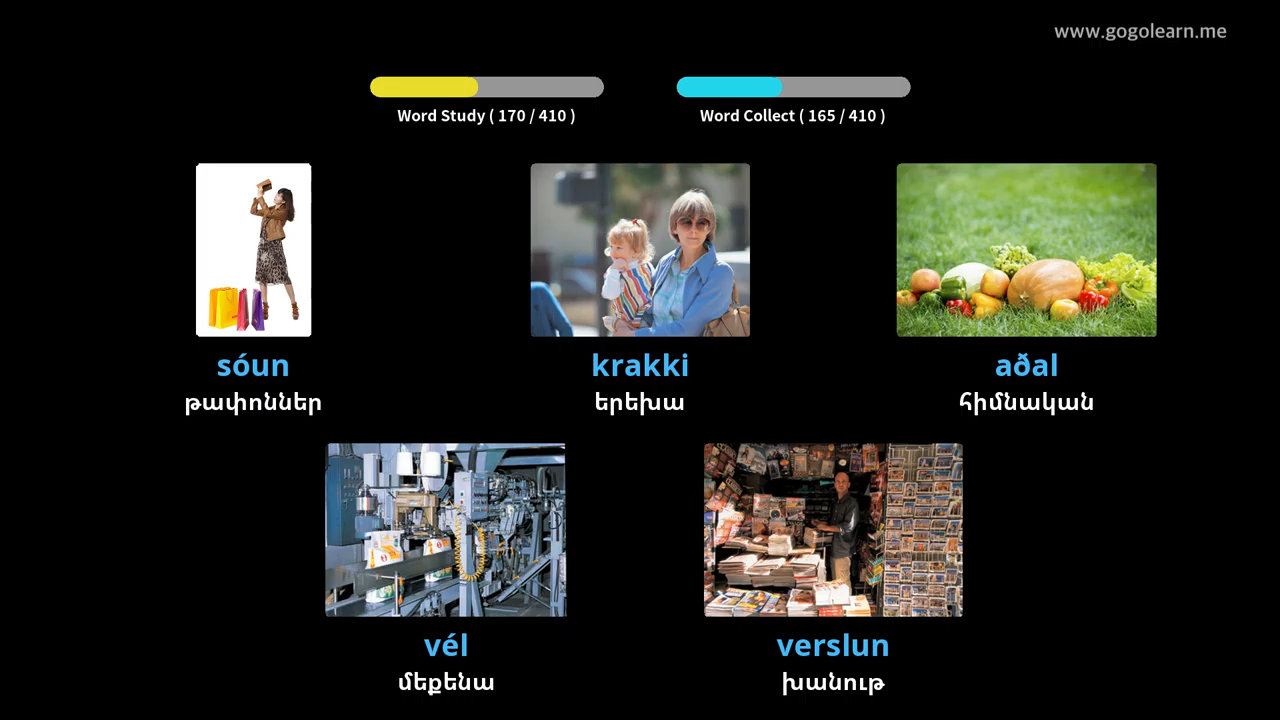 www.gogolearn.me
Word Study ( 170 / 410 )
Word Collect ( 165 / 410 )
sóun
թափոններ
krakki
երեխա
aðal
հիմնական
vél
մեքենա
verslun
խանութ